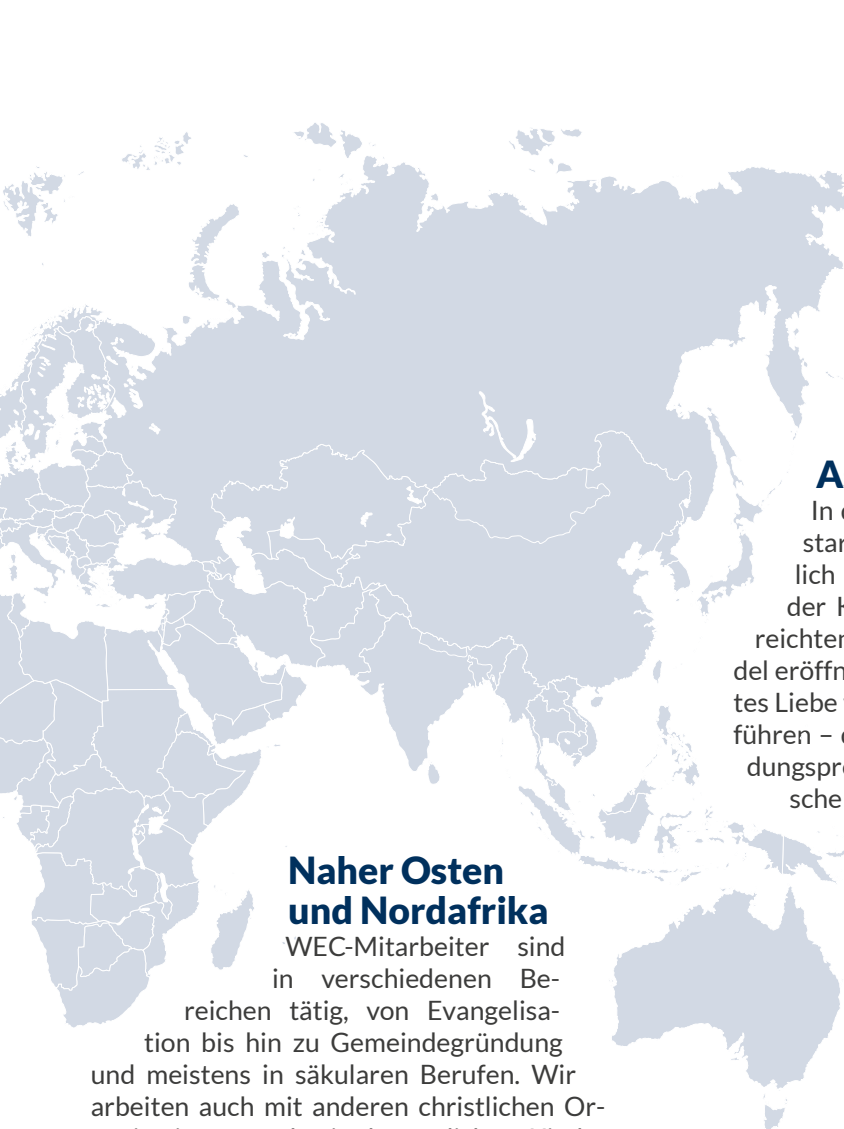 Naher Osten
und Nordafrika
WEC-Mitarbeiter sind
in verschiedenen Be-
reichen tätig, von Evangelisa-
tion bis hin zu Gemeindegründung
und meistens in säkularen Berufen. Wir
arbeiten auch mit anderen christlichen Or-
A
In
star
lich
der
reichten
del eröffn
tes Liebe
führen –
dungspr
sche